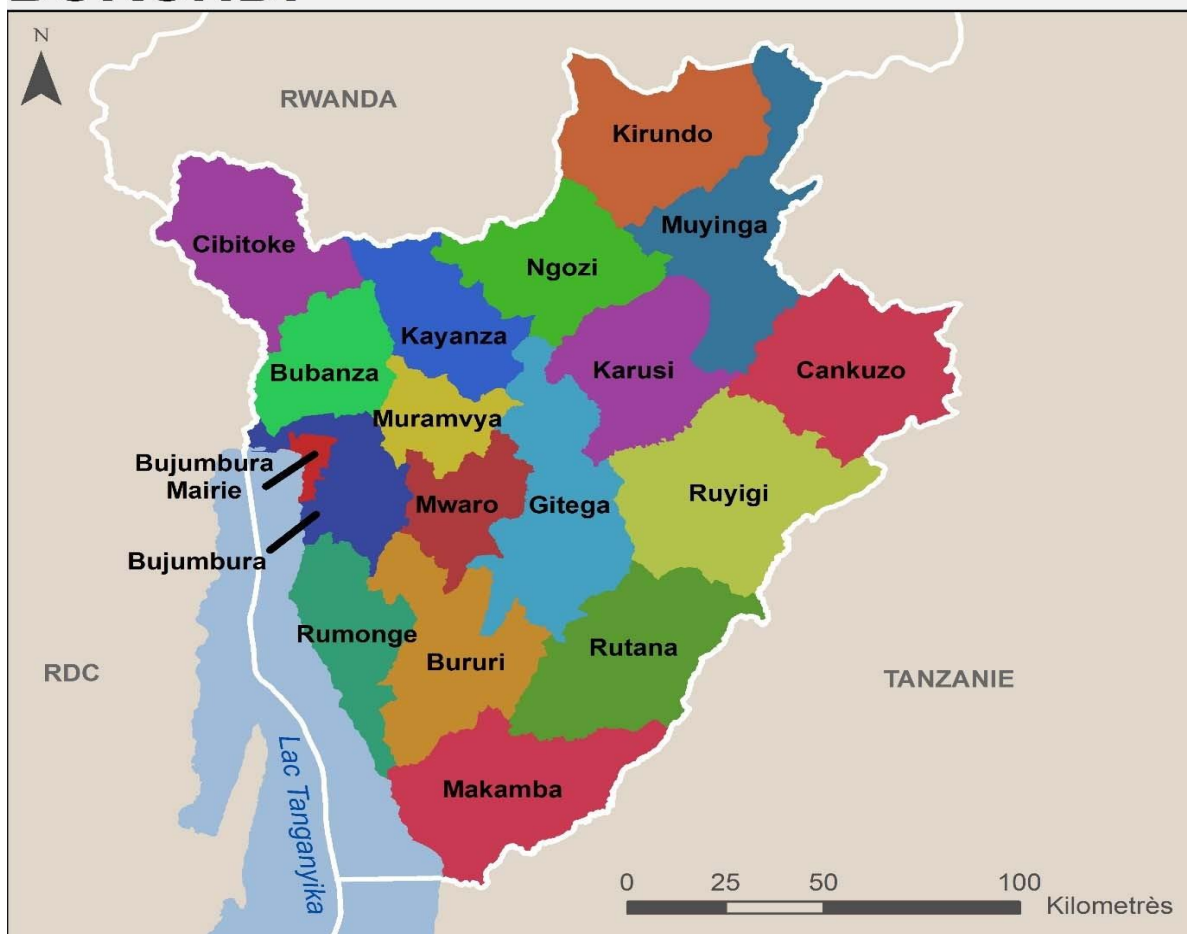 N
RWANDA
Kirundo
Muyinga
Cibitoke
Ngozi
Kayanza
Bubanza
Karusi
Cankuzo
Muramvya
Bujumbura
Mairie
Mwaro
Gitega
Ruyigi
Bujumbura
Rumonge
Bururi
Rutana
RDC
TANZANIE
Lac Tanganyika
Makamba
0 25 50 100
Kilometrès